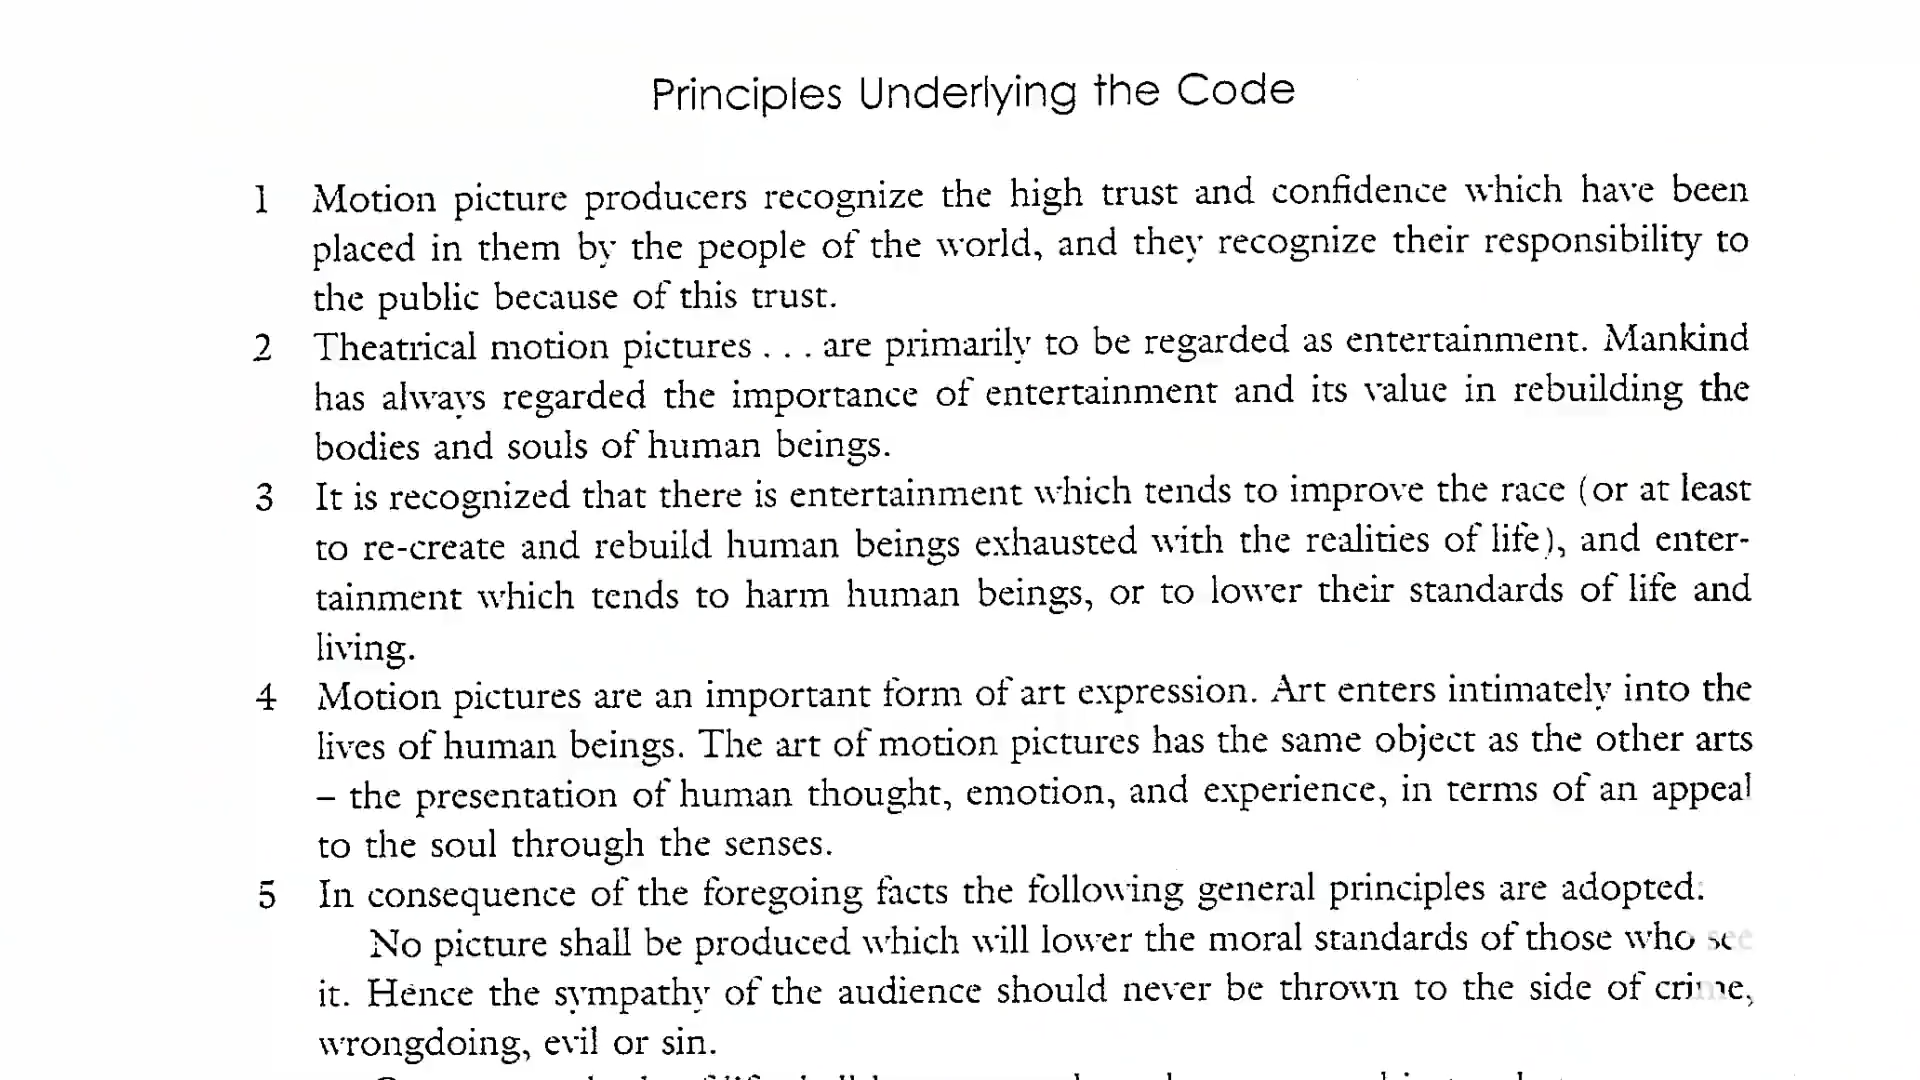 Principles Underlying the Code
1 Motion picture producers recognize the high trust and confidence which have been
placed in them by the people of the world, and they recognize their responsibility to
the public because of this trust.
2 Theatrical motion pictures . . . are primarily to be regarded as entertainment. Mankind
has always regarded the importance of entertainment and its value in rebuilding the
bodies and souls of human beings.
3 It is recognized that there is entertainment which tends to improve the race (or at least
to re-create and rebuild human beings exhausted with the realities of life), and enter-
tainment which tends to harm human beings, or to lower their standards of life and
living.
4 Motion pictures are an important form of art expression. Art enters intimately into the
lives of human beings. The art of motion pictures has the same object as the other arts
– the presentation of human thought, emotion, and experience, in terms of an appeal
to the soul through the senses.
5 In consequence of the foregoing facts the following general principles are adopted:
No picture shall be produced which will lower the moral standards of those who see
it. Hence the sympathy of the audience should never be thrown to the side of crime,
wrongdoing, evil or sin.